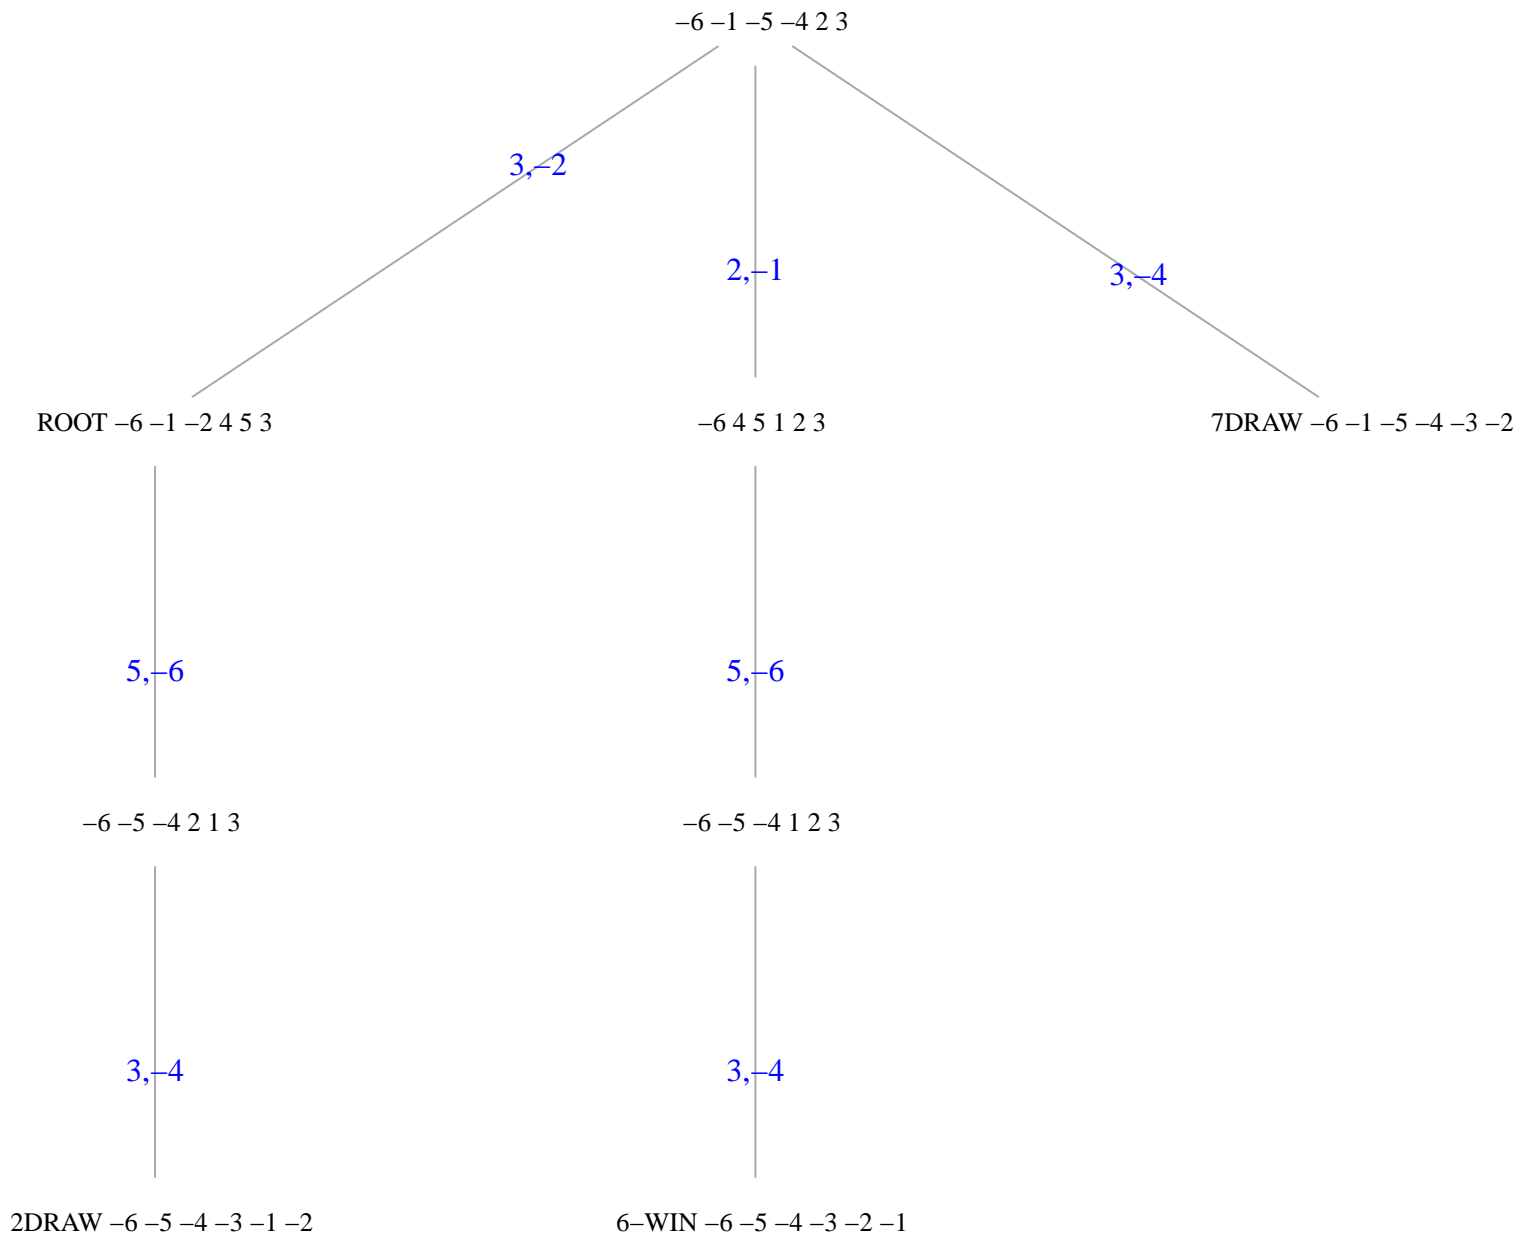 −6 −1 −5 −4 2 3
3,−2
2,−1
3,−4
ROOT −6 −1 −2 4 5 3
−6 4 5 1 2 3
7DRAW −6 −1 −5 −4 −3 −2
5,−6
5,−6
−6 −5 −4 2 1 3
−6 −5 −4 1 2 3
3,−4
3,−4
2DRAW −6 −5 −4 −3 −1 −2
6−WIN −6 −5 −4 −3 −2 −1